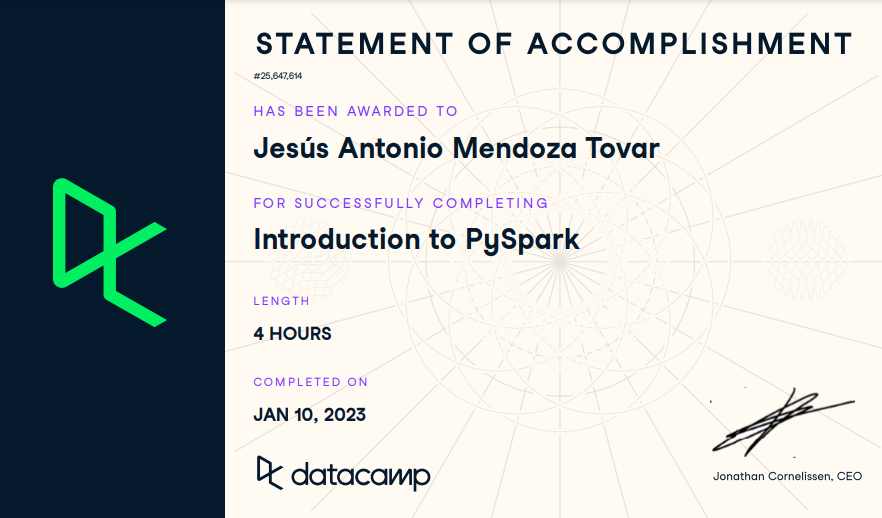 STATEMENT OF ACCOMPLISHMENT
#25,647,614
HAS BEEN AWARDED TO
Jesús Antonio Mendoza Tovar
FOR SUCCESSFULLY COMPLETING
Introduction to PySpark
LENGTH
4 HOURS
COMPLETED ON
JAN 10, 2023
datacamp
Jonathan Cornelissen, CEO